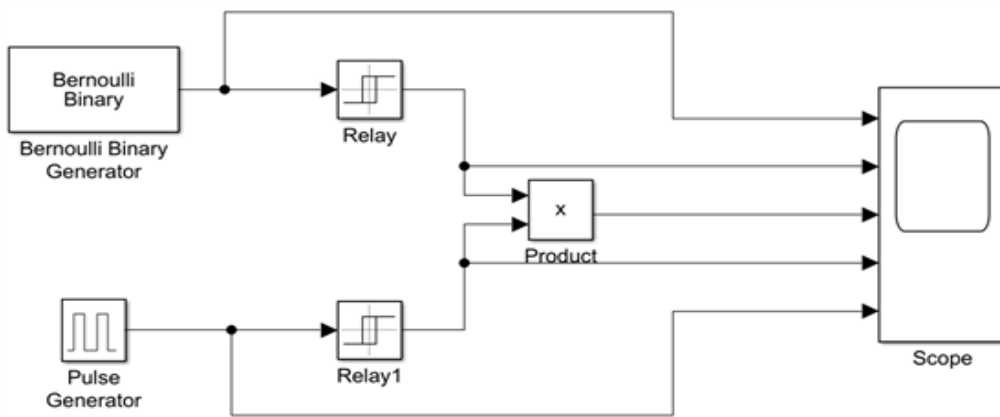 Bernoulli
Binary
Bernoulli Binary
Generator
Relay
x
Product
Pulse
Generator
Relay1
Scope